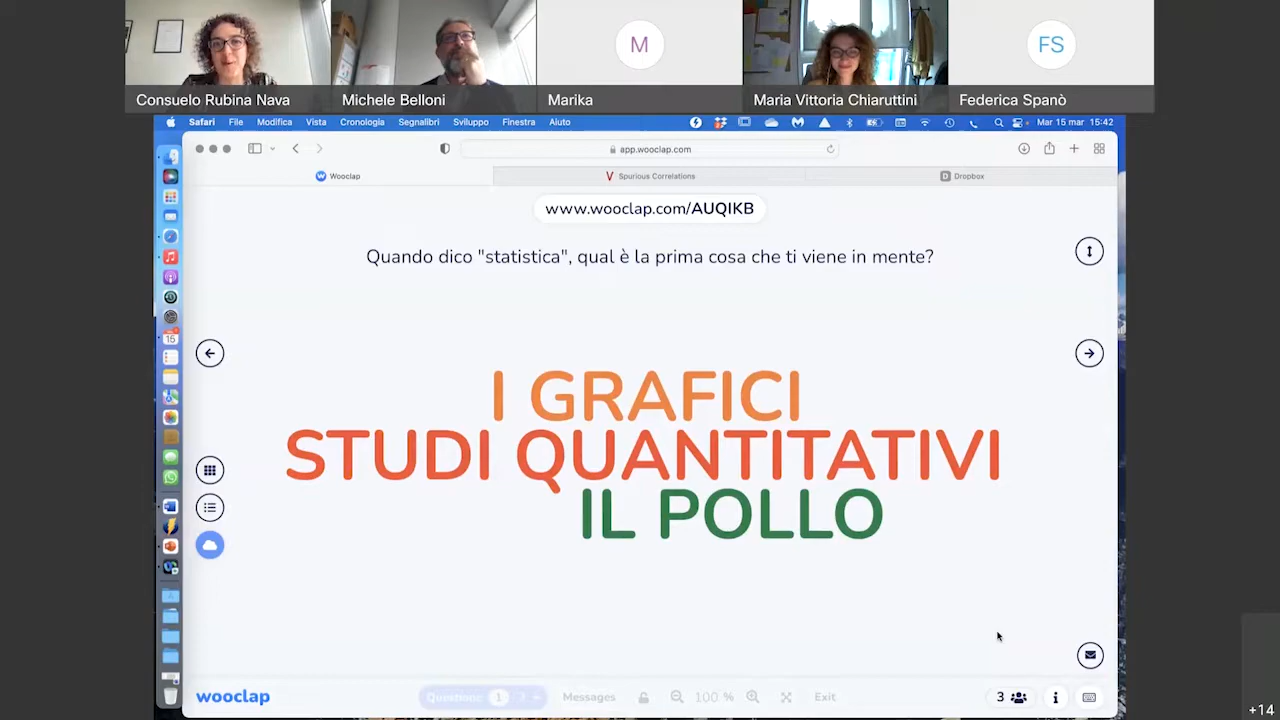 M
FS
Consuelo Rubina Nava
Michele Belloni
Marika
Maria Vittoria Chiaruttini
Federica Spanò
Safari File Modifica Vista Cronologia Segnalibri Sviluppo Finestra Aiuto
Mar 15 mar 15:42
app.wooclap.com
Wooclap
Spurious Correlations
Dropbox
www.wooclap.com/AUQIKB
Quando dico "statistica", qual è la prima cosa che ti viene in mente?
I GRAFICI
STUDI QUANTITATIVI
IL POLLO
15
wooclap
1
Messages
100 %
Exit
3
+14